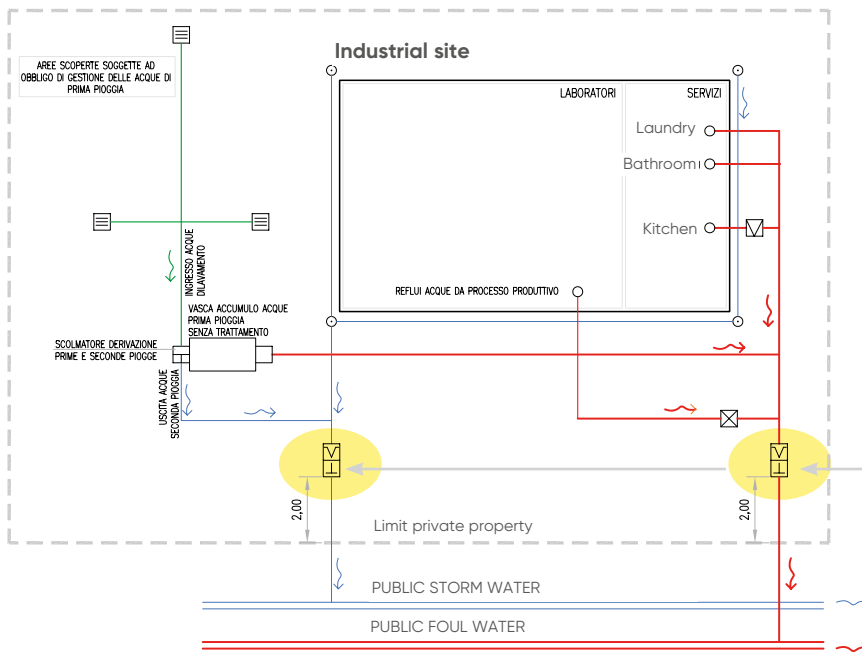 Industrial site
AREE SCOPERTE SOGGETTE AD
OBBLIGO DI GESTIONE DELLE ACQUE DI
PRIMA PIOGGIA
LABORATORI
SERVIZI
Laundry
Bathroom
Kitchen
INGRESSO ACQUE
DILAVAMENTO
REFLUI ACQUE DA PROCESSO PRODUTTIVO
VASCA ACCUMULO ACQUE
PRIMA PIOGGIA
SENZA TRATTAMENTO
SCOLMATORE DERIVAZIONE
PRIME E SECONDE PIOGGE
USCITA ACQUE
SECONDA PIOGGIA
2,00
2,00
Limit private property
PUBLIC STORM WATER
PUBLIC FOUL WATER